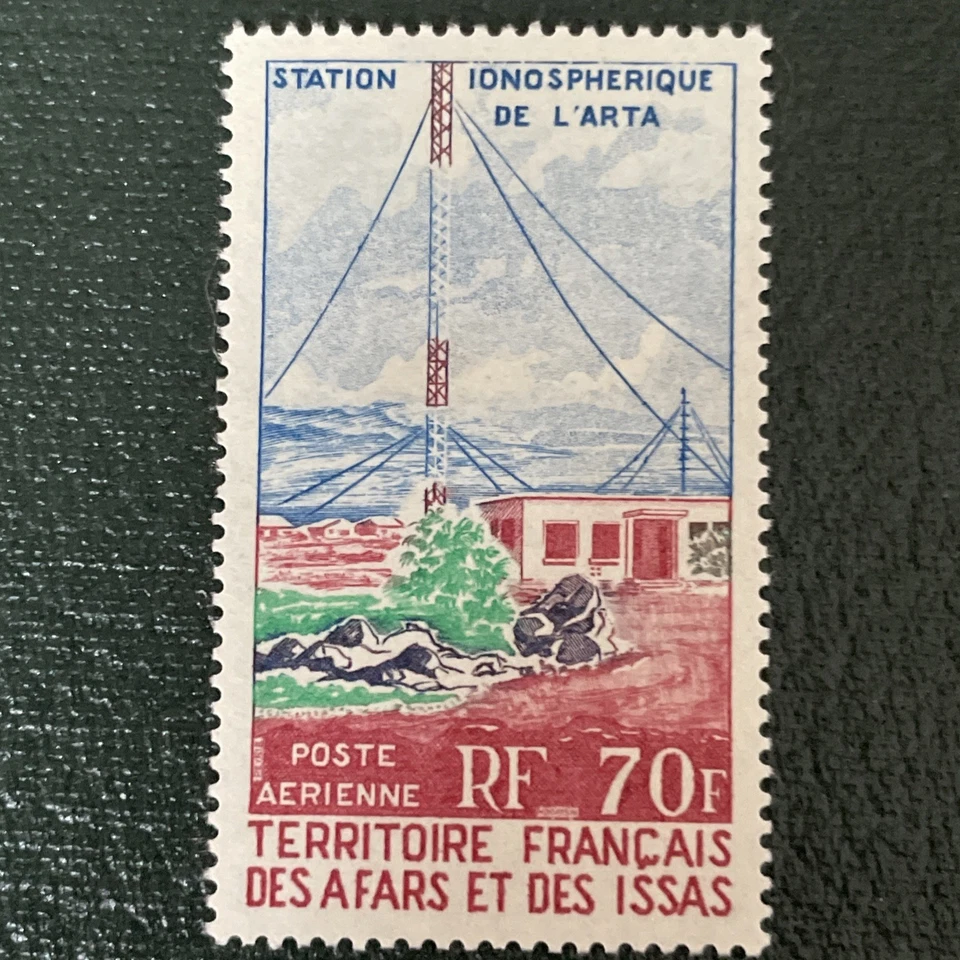 STATION IONOSPHERIQUE
DE L'ARTA
POSTE
AERIENNE
RF 70F
TERRITOIRE FRANÇAIS
DES AFARS ET DES ISSAS